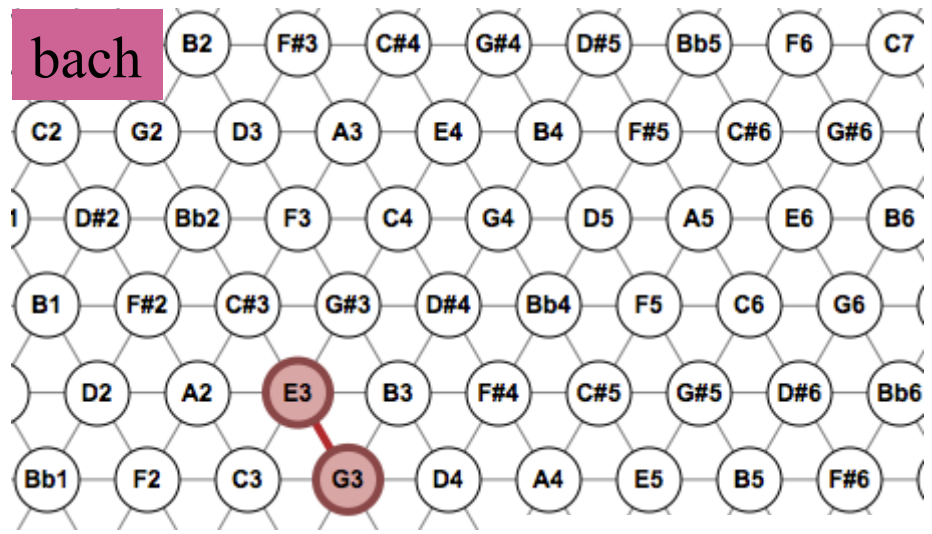 bach
B2 F#3 C#4 G#4 D#5 Bb5 F6 C7
C2 G2 D3 A3 E4 B4 F#5 C#6 G#6
1 D#2 Bb2 F3 C4 G4 D5 A5 E6 B6
B1 F#2 C#3 G#3 D#4 Bb4 F5 C6 G6
D2 A2 E3 B3 F#4 C#5 G#5 D#6 Bb6
Bb1 F2 C3 G3 D4 A4 E5 B5 F#6